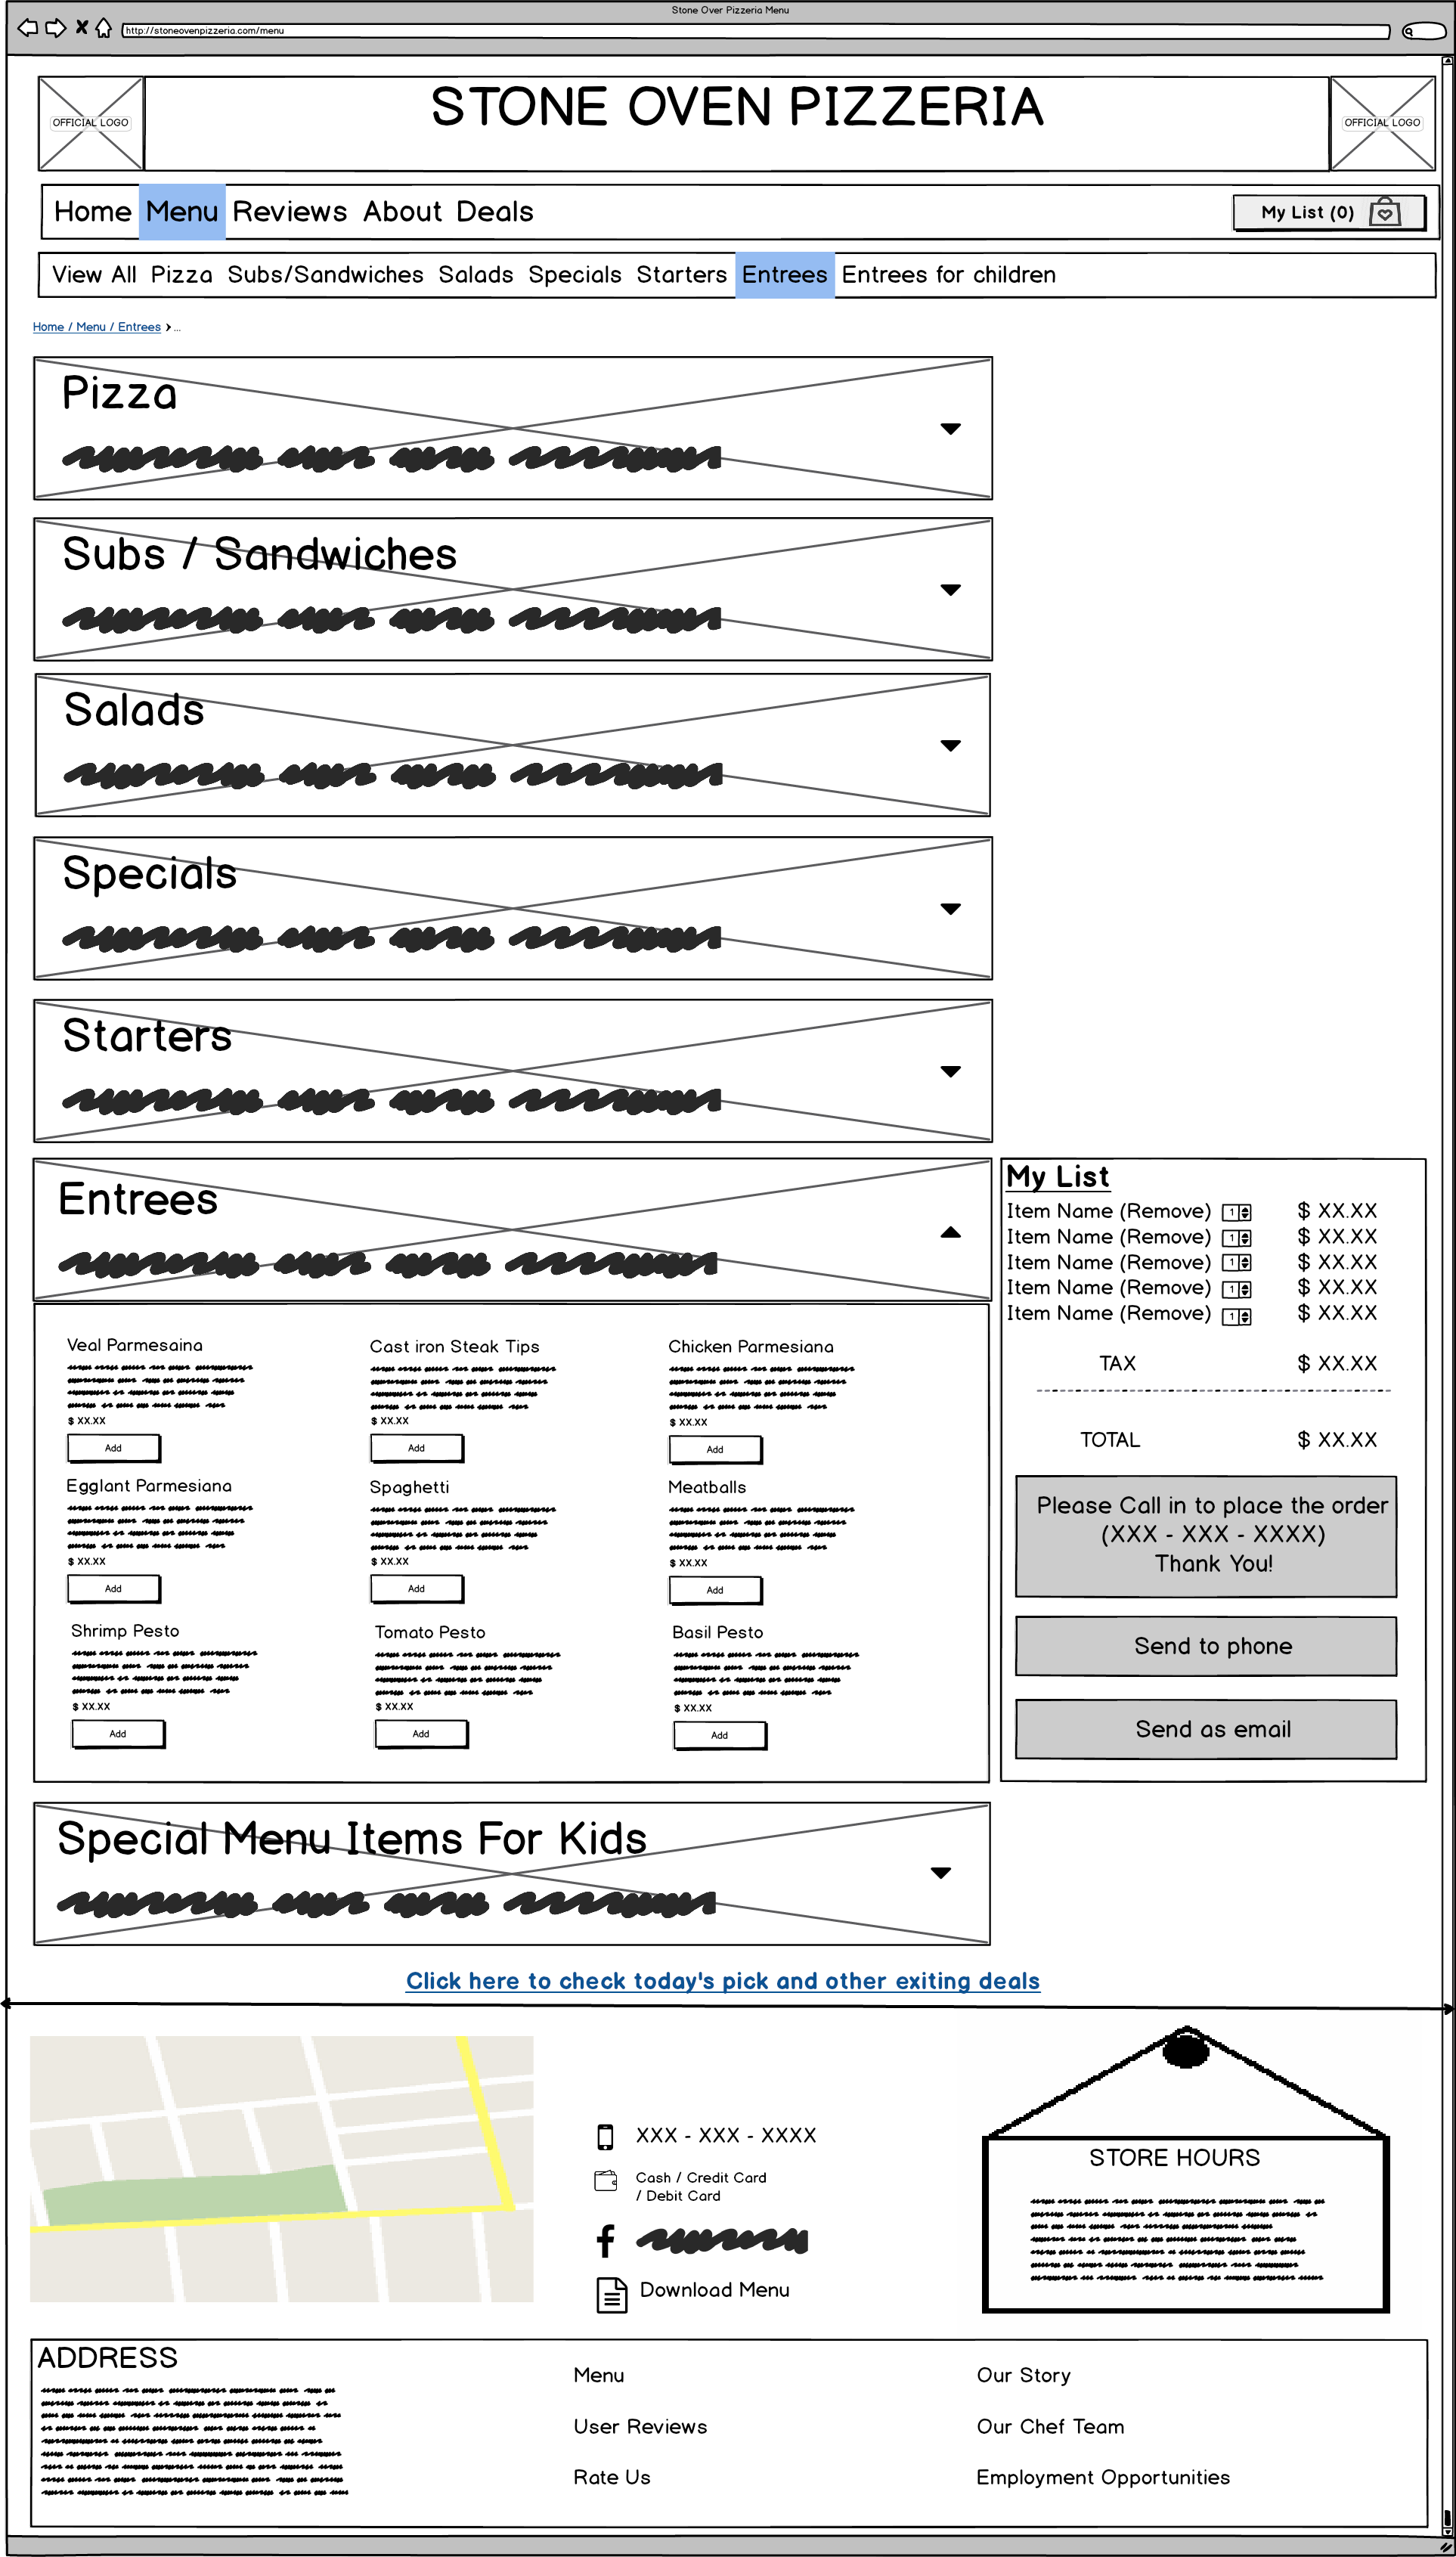 Stone Over Pizzeria Menu
http://stoneovenpizzeria.com/menu
OFFICIAL LOGO
STONE OVEN PIZZERIA
OFFICIAL LOGO
Home Menu Reviews About Deals
My List (0)
View All Pizza Subs/Sandwiches Salads Specials Starters Entrees Entrees for children
Home / Menu / Entrees > ...
Pizza
Subs / Sandwiches
Salads
Specials
Starters
Entrees
My List
Item Name (Remove) 1 $ XX.XX
Item Name (Remove) 1 $ XX.XX
Item Name (Remove) 1 $ XX.XX
Item Name (Remove) 1 $ XX.XX
Item Name (Remove) 1 $ XX.XX
TAX $ XX.XX
TOTAL $ XX.XX
Please Call in to place the order
(XXX - XXX - XXXX)
Thank You!
Send to phone
Send as email
Veal Parmesaina Cast iron Steak Tips Chicken Parmesiana
$ XX.XX $ XX.XX $ XX.XX
Add Add Add
Egglant Parmesiana Spaghetti Meatballs
$ XX.XX $ XX.XX $ XX.XX
Add Add Add
Shrimp Pesto Tomato Pesto Basil Pesto
$ XX.XX $ XX.XX $ XX.XX
Add Add Add
Special Menu Items For Kids
Click here to check today's pick and other exiting deals
XXX - XXX - XXXX
Cash / Credit Card
/ Debit Card
f
Download Menu
STORE HOURS
ADDRESS
Menu
User Reviews
Rate Us
Our Story
Our Chef Team
Employment Opportunities